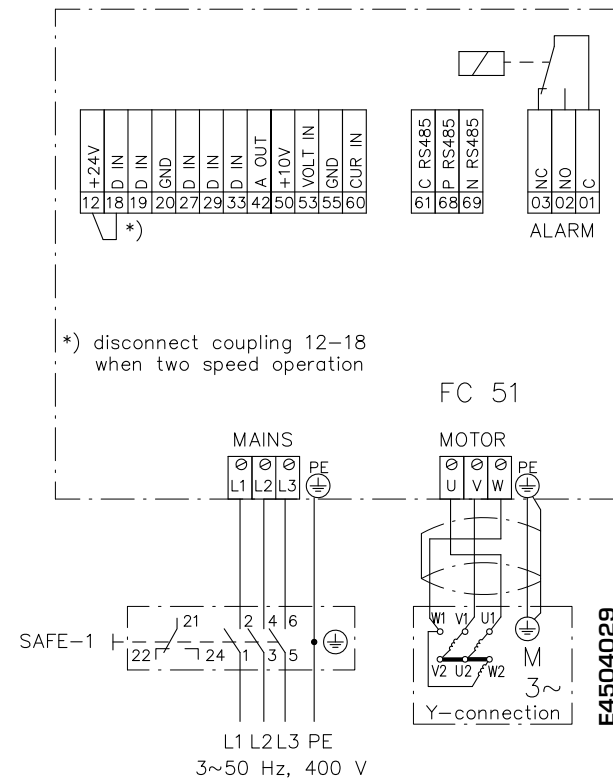 +24V
D IN
D IN
GND
D IN
D IN
D IN
A OUT
+10V
VOLT IN
GND
CUR IN
12 18 19 20 27 29 33 42 50 53 55 60
C RS485
P RS485
N RS485
61 68 69
NC
NO
C
03 02 01
*)
ALARM
*) disconnect coupling 12-18
when two speed operation
FC 51
MAINS
L1 L2 L3 PE
MOTOR
U V W PE
SAFE-1
21 2 4 6
22 24 1 3 5
W1 V1 U1
V2 U2 W2
M
3~
Y-connection
L1 L2 L3 PE
3~50 Hz, 400 V
E4504029